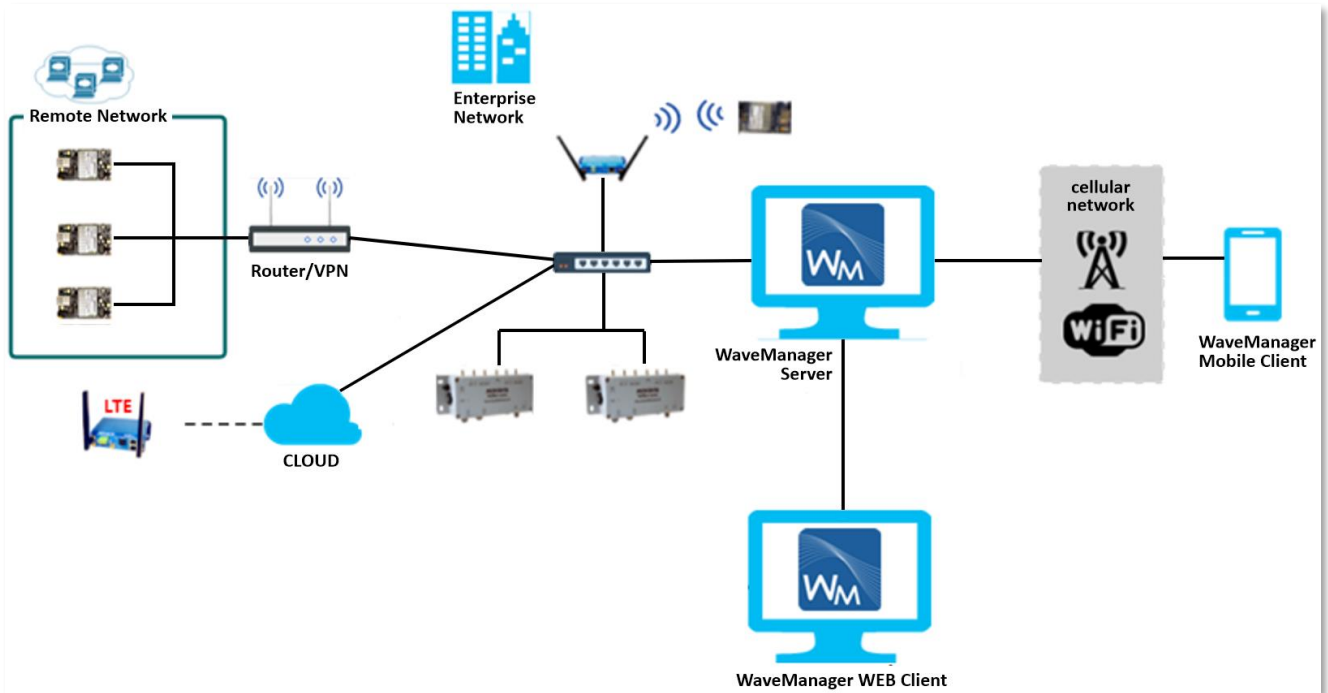 Remote Network
Enterprise
Network
Router/VPN
LTE
CLOUD
WM
WaveManager
Server
cellular
network
WiFi
WaveManager
Mobile Client
WM
WaveManager WEB Client